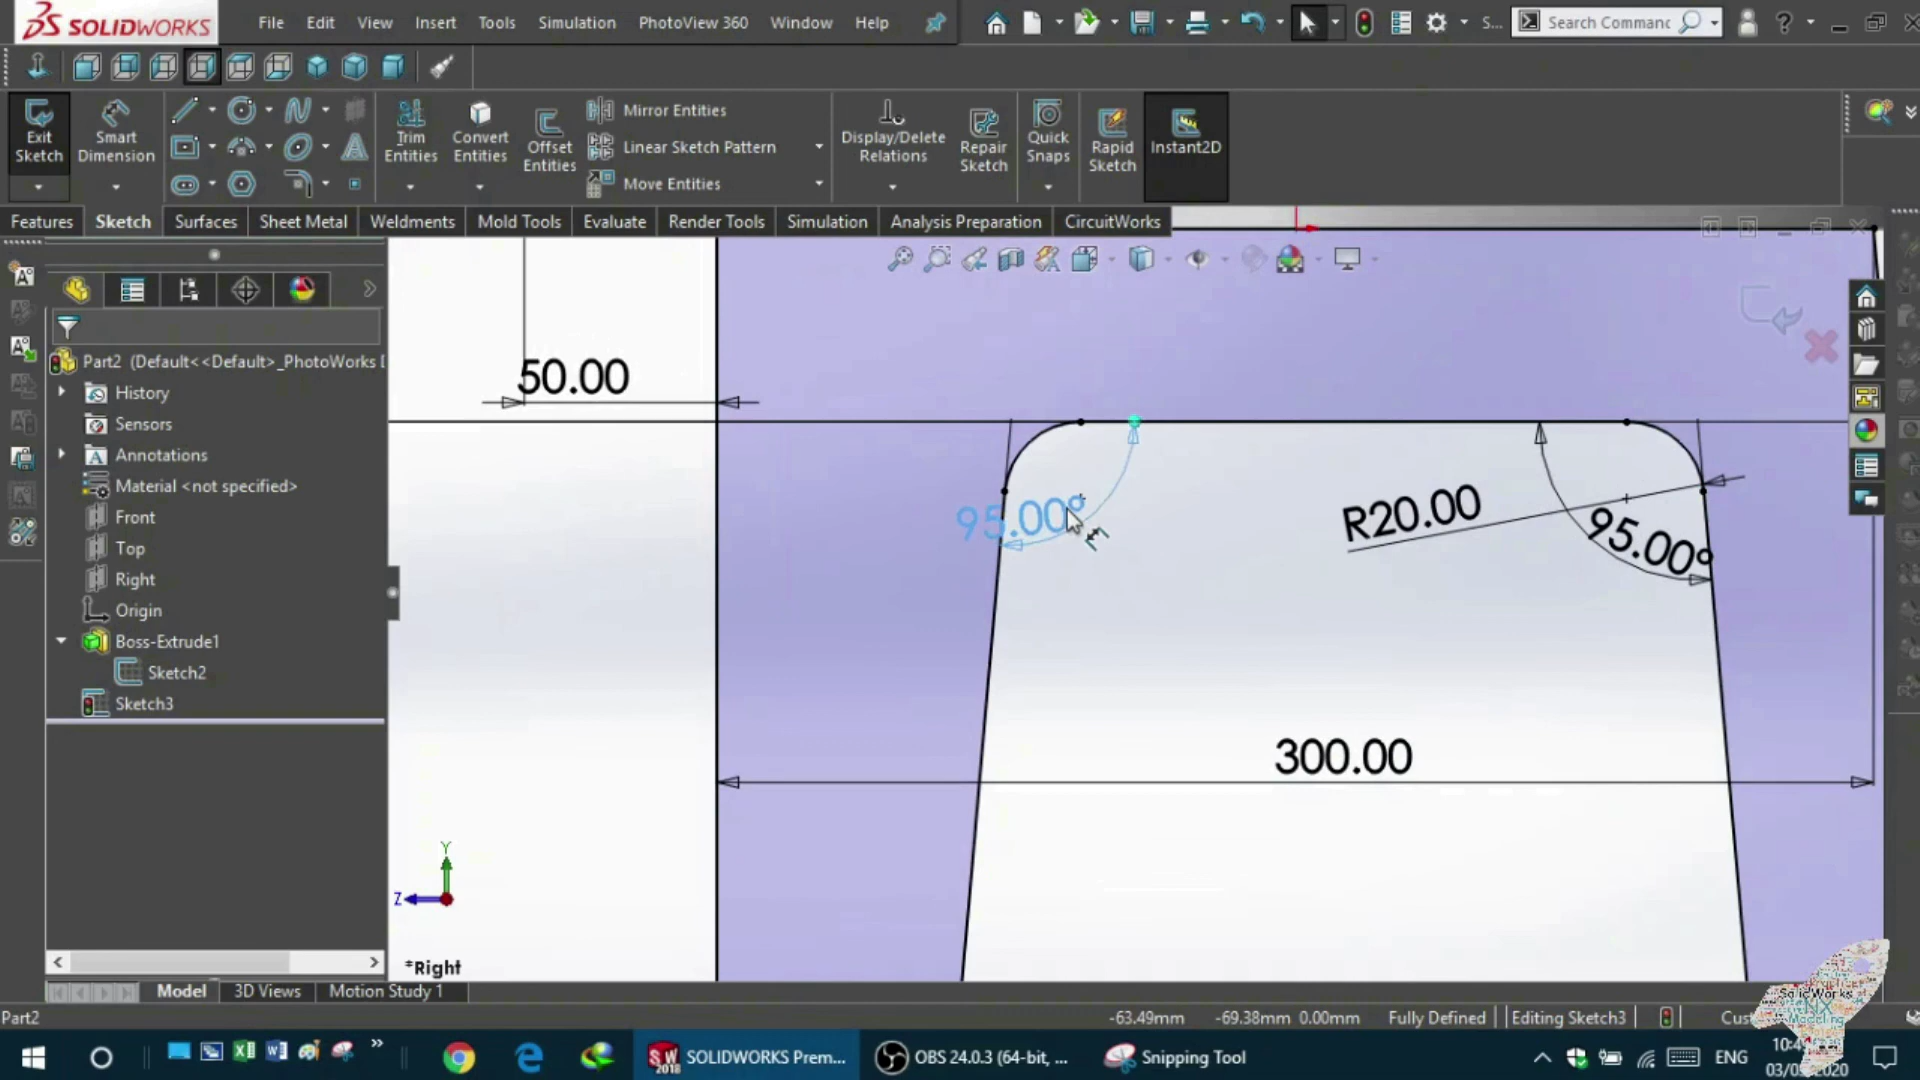 SOLIDWORKS
File Edit View Insert Tools Simulation PhotoView 360 Window Help
S...
Search Commanc
Exit Sketch
Smart Dimension
Trim Entities
Convert Entities
Offset Entities
Mirror Entities
Linear Sketch Pattern
Move Entities
Display/Delete Relations
Repair Sketch
Quick Snaps
Rapid Sketch
Instant2D
Features Sketch Surfaces Sheet Metal Weldments Mold Tools Evaluate Render Tools Simulation Analysis Preparation CircuitWorks
Part2 (Default<<Default>_PhotoWorks
History
Sensors
Annotations
Material <not specified>
Front
Top
Right
Origin
Boss-Extrude1
Sketch2
Sketch3
50.00
95.00°
R20.00
95.00°
300.00
Y
Z
*Right
Model 3D Views Motion Study 1
SolidWorks
NX
Modeling
Part2
-63.49mm -69.38mm 0.00mm Fully Defined Editing Sketch3
SOLIDWORKS Prem...
OBS 24.0.3 (64-bit, ...
Snipping Tool
ENG